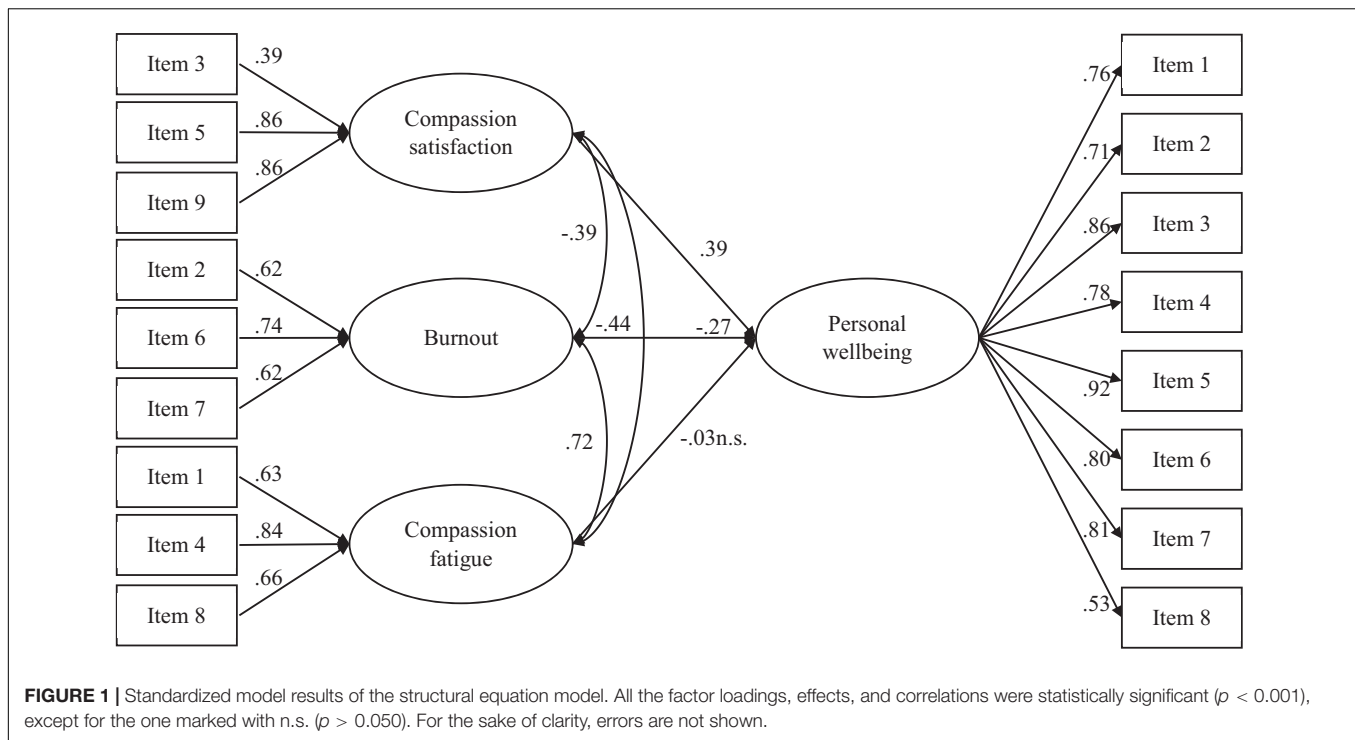 Item 3
.39
Item 5
.86
Item 9
.86
Compassion
satisfaction
Item 2
.62
Item 6
.74
Item 7
.62
Burnout
Item 1
.63
Item 4
.84
Item 8
.66
Compassion
fatigue
-.39
-.44
.72
.39
-.27
-.03n.s.
Personal
wellbeing
.76
Item 1
.71
Item 2
.86
Item 3
.78
Item 4
.92
Item 5
.80
Item 6
.81
Item 7
.53
Item 8
FIGURE 1 | Standardized model results of the structural equation model. All the factor loadings, effects, and correlations were statistically significant (p < 0.001),
except for the one marked with n.s. (p > 0.050). For the sake of clarity, errors are not shown.